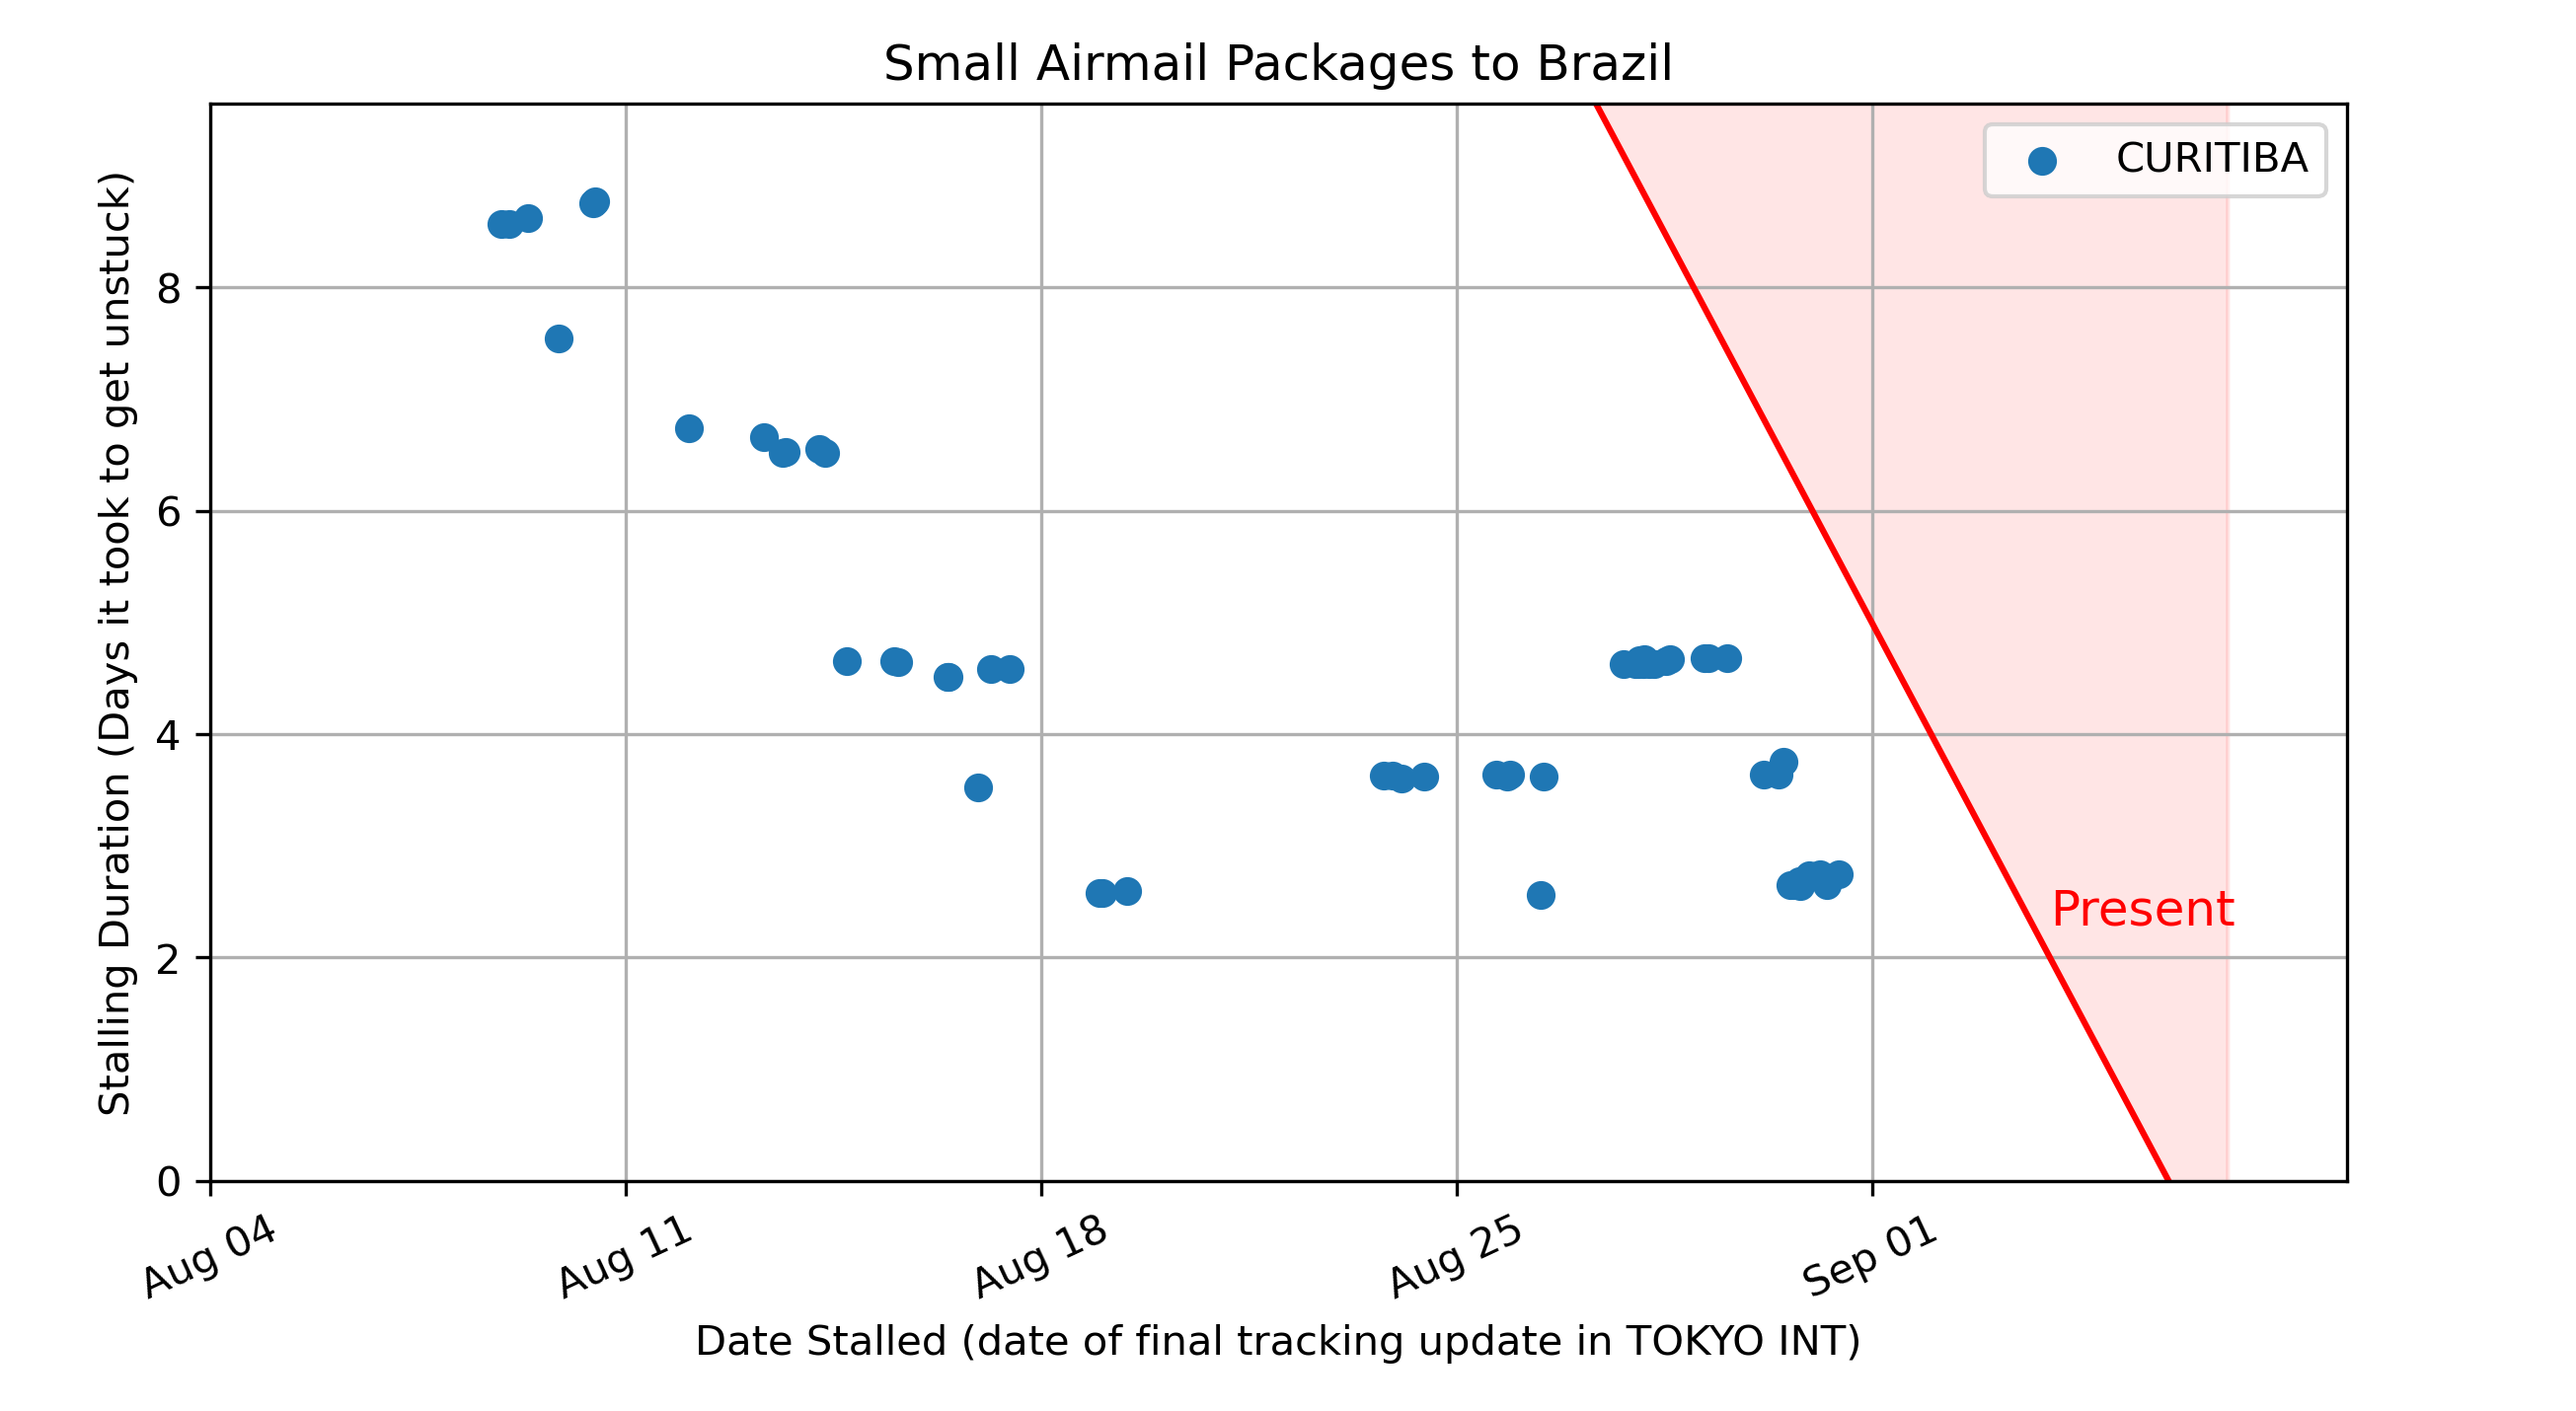 Small Airmail Packages to Brazil
CURITIBA
Stalling Duration (Days it took to get unstuck)
8
6
4
2
0
Present
Aug 04
Aug 11
Aug 18
Aug 25
Sep 01
Date Stalled (date of final tracking update in TOKYO INT)